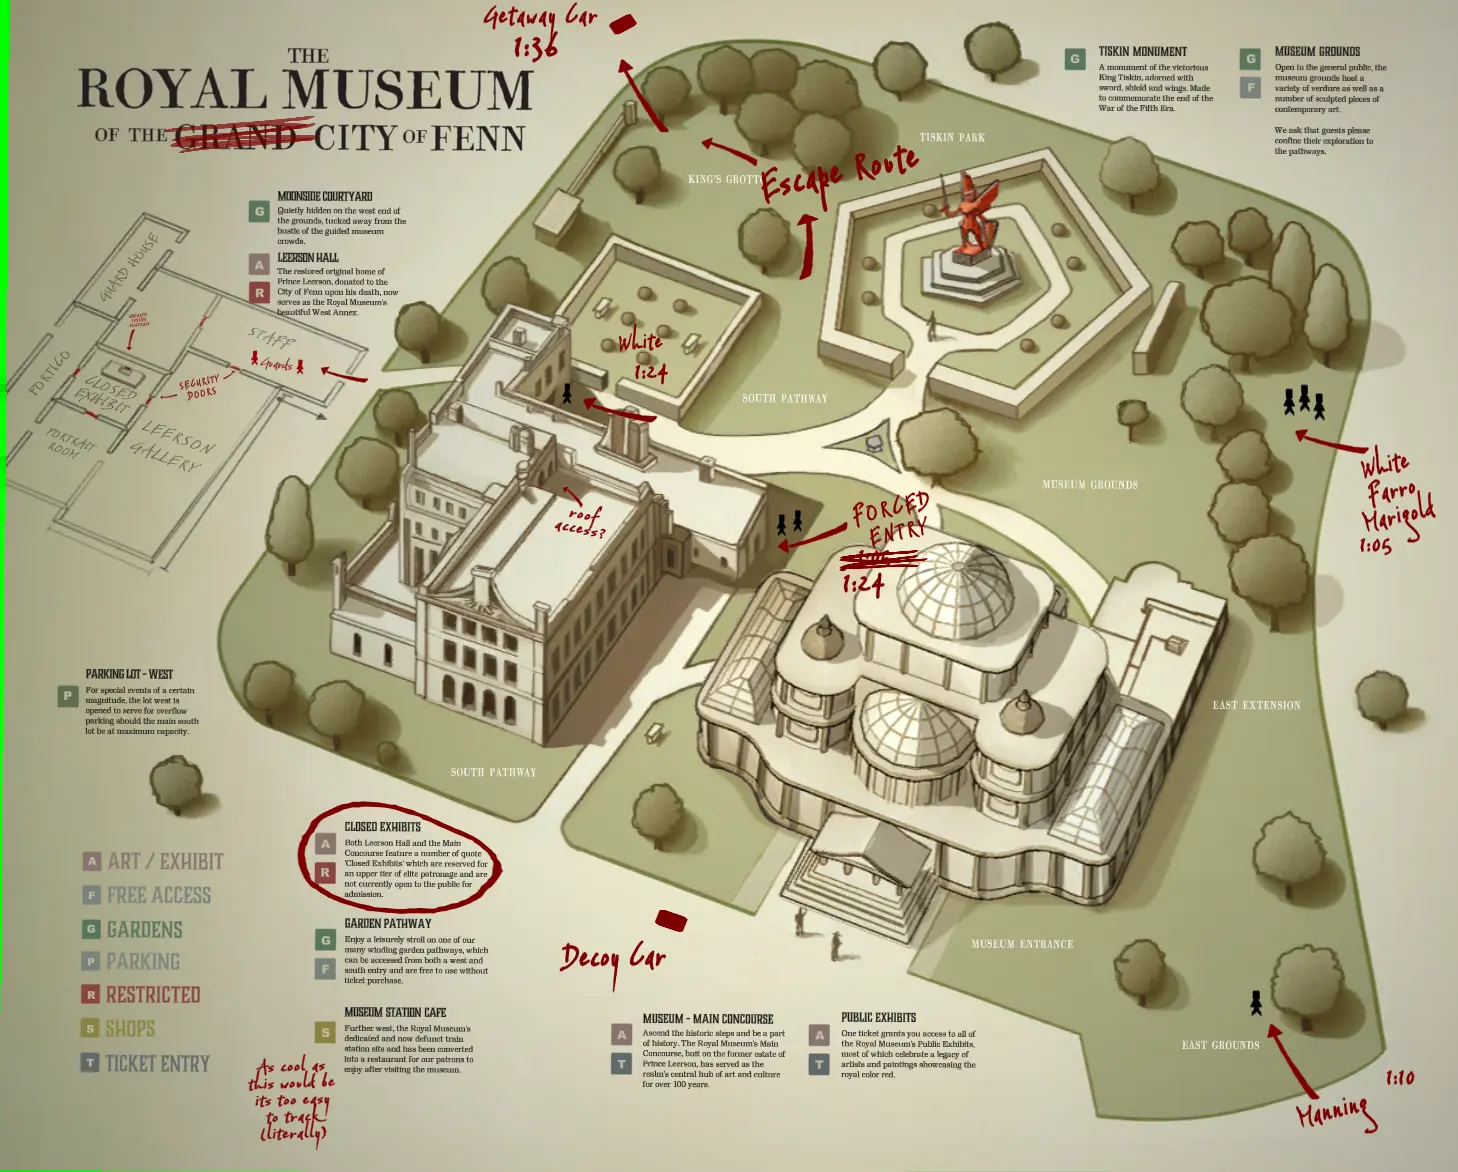 Getaway Car
1:36
THE
ROYAL MUSEUM
OF THE GRAND CITY OF FENN
G
TISKIN MONUMENT
A monument of the victorious
King Tiskin, adorned with
sword, shield and wings. Made
to commemorate the end of the
War of the Fifth Era.
G
F
MUSEUM GROUNDS
Open to the general public, the
museum grounds host a
variety of verdure as well as a
number of sculpted pieces of
contemporary art.
We ask that guests please
confine their exploration to
the pathways.
TISKIN PARK
KING'S GROTTO
Escape Route
G
MOONSIDE COURTYARD
Quietly hidden on the west end of
the grounds, tucked away from the
bustle of the guided museum
crowds.
A
R
LEERSON HALL
The restored original home of
Prince Leerson, donated to the
City of Fenn upon his death, now
serves as the Royal Museum's
beautiful West Annex.
GUARD HOUSE
STAFF
Guards
PORTICO
CLOSED
EXHIBIT
SECURITY
DOORS
PORTRAIT
ROOM
LEERSON
GALLERY
White
1:24
SOUTH PATHWAY
MUSEUM GROUNDS
White
Farro
Marigold
1:05
roof
access?
FORCED
ENTRY
1:24
P
PARKING LOT - WEST
For special events of a certain
magnitude, the lot west is
opened to serve for overflow
parking should the main south
lot be at maximum capacity.
EAST EXTENSION
SOUTH PATHWAY
A ART / EXHIBIT
F FREE ACCESS
G GARDENS
P PARKING
R RESTRICTED
S SHOPS
T TICKET ENTRY
A
R
CLOSED EXHIBITS
Both Leerson Hall and the Main
Concourse feature a number of quote
'Closed Exhibits' which are reserved for
an upper tier of elite patronage and are
not currently open to the public for
admission.
G
F
GARDEN PATHWAY
Enjoy a leisurely stroll on one of our
many winding garden pathways, which
can be accessed from both a west and
south entry and are free to use without
ticket purchase.
S
MUSEUM STATION CAFE
Further west, the Royal Museum's
dedicated and now defunct train
station sits and has been converted
into a restaurant for our patrons to
enjoy after visiting the museum.
As cool as
this would be
its too easy
to track
(literally)
Decoy Car
MUSEUM ENTRANCE
A
T
MUSEUM - MAIN CONCOURSE
Ascend the historic steps and be a part
of history. The Royal Museum's Main
Concourse, built on the former estate of
Prince Leerson, has served as the
realm's central hub of art and culture
for over 100 years.
A
T
PUBLIC EXHIBITS
One ticket grants you access to all of
the Royal Museum's Public Exhibits,
most of which celebrate a legacy of
artists and paintings showcasing the
royal color red.
EAST GROUNDS
Manning
1:10